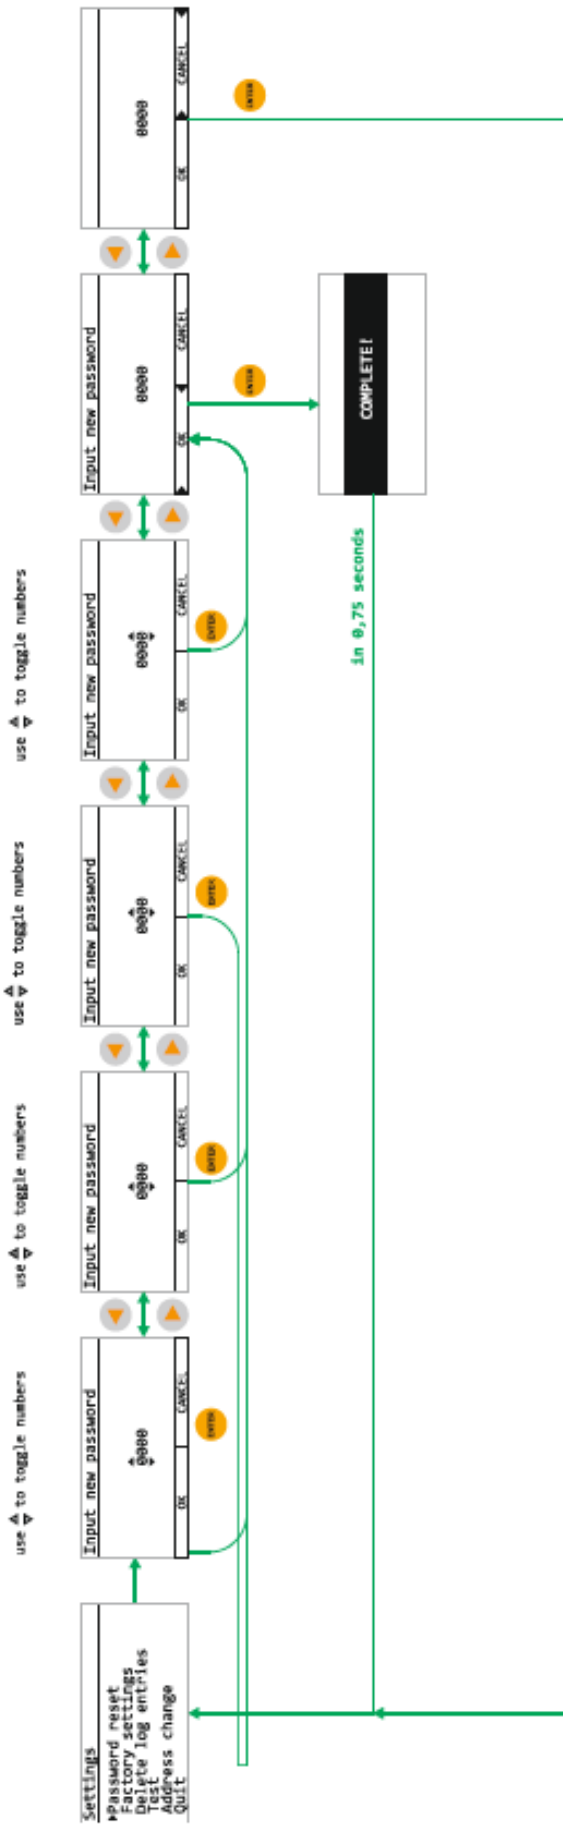 use △▽ to toggle numbers
use △▽ to toggle numbers
use △▽ to toggle numbers
use △▽ to toggle numbers
Settings
▶Password reset
Factory settings
Delete log entries
Test
Address change
Quit
Input new password
0000
OK CANCEL
ENTER
Input new password
0000
OK CANCEL
ENTER
Input new password
0000
OK CANCEL
ENTER
Input new password
0000
OK CANCEL
ENTER
Input new password
0000
OK CANCEL
ENTER
0000
OK CANCEL
ENTER
in 0,75 seconds
COMPLETE!